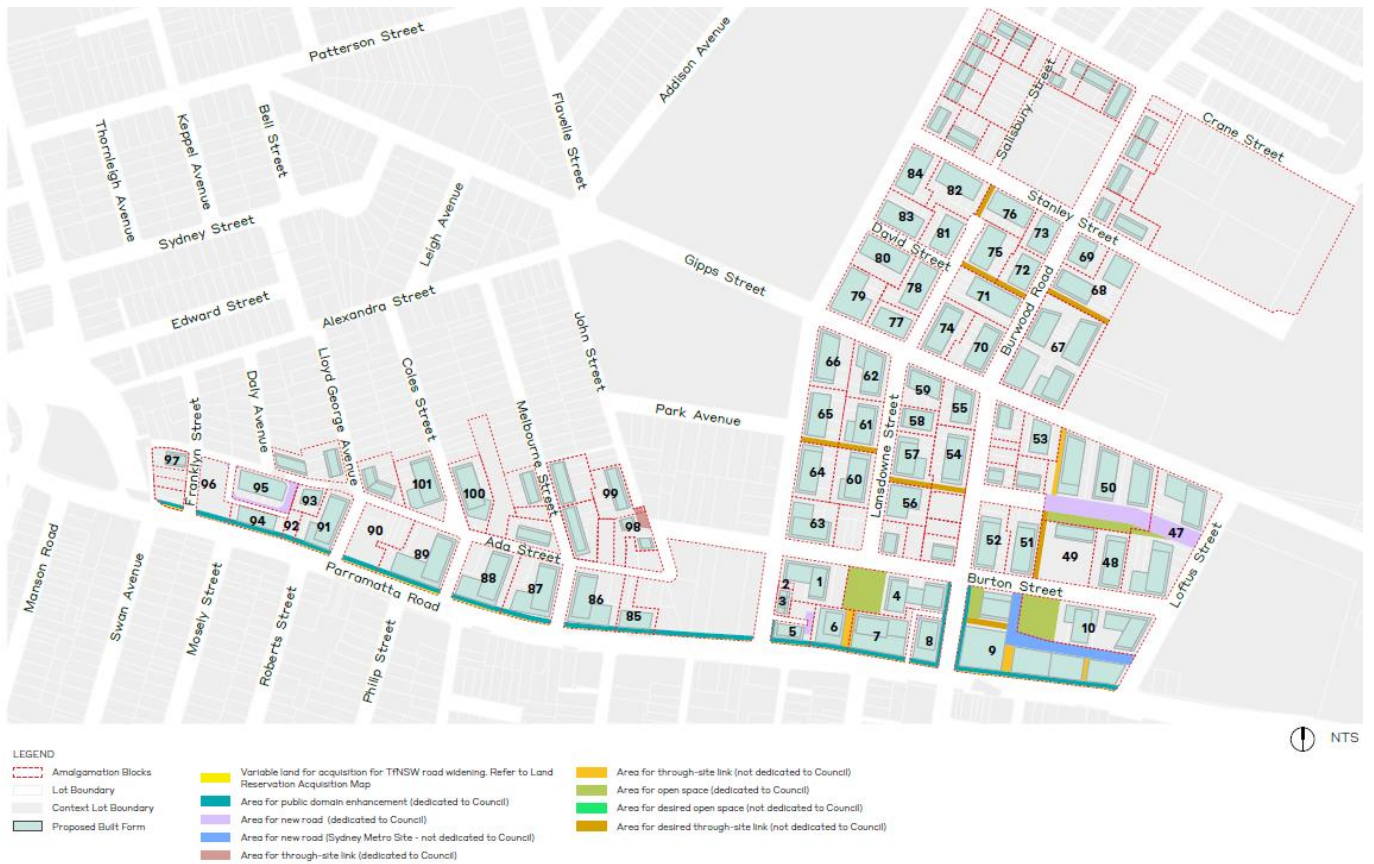 Patterson Street
Addison Avenue
Flavelle Street
Bell Street
Keppel Avenue
Thornleigh Avenue
Salisbury Street
Crane Street
Leigh Avenue
Sydney Street
Stanley Street
David Street
Gipps Street
Burwood Road
Edward Street
Alexandra Street
John Street
Lloyd George Avenue
Coles Street
Daly Avenue
Franklyn Street
Melbourne Street
Park Avenue
Lansdowne Street
Ada Street
Parramatta Road
Burton Street
Loftus Street
Manson Road
Swan Avenue
Mosely Street
Roberts Street
Philip Street
84
82
76
83
81
73
75
69
80
72
68
78
71
79
77
74
70
67
66
62
59
55
65
61
58
53
57
54
64
60
50
56
63
52
51
49
48
47
97
96
95
94
93
92
91
90
89
101
100
99
98
88
87
86
85
2
3
1
4
5
6
7
8
9
10
NTS
LEGEND
Amalgamation Blocks
Lot Boundary
Context Lot Boundary
Proposed Built Form
Variable land for acquisition for TfNSW road widening. Refer to Land
Reservation Acquisition Map
Area for public domain enhancement (dedicated to Council)
Area for new road (dedicated to Council)
Area for new road (Sydney Metro Site - not dedicated to Council)
Area for through-site link (dedicated to Council)
Area for through-site link (not dedicated to Council)
Area for open space (dedicated to Council)
Area for desired open space (not dedicated to Council)
Area for desired through-site link (not dedicated to Council)